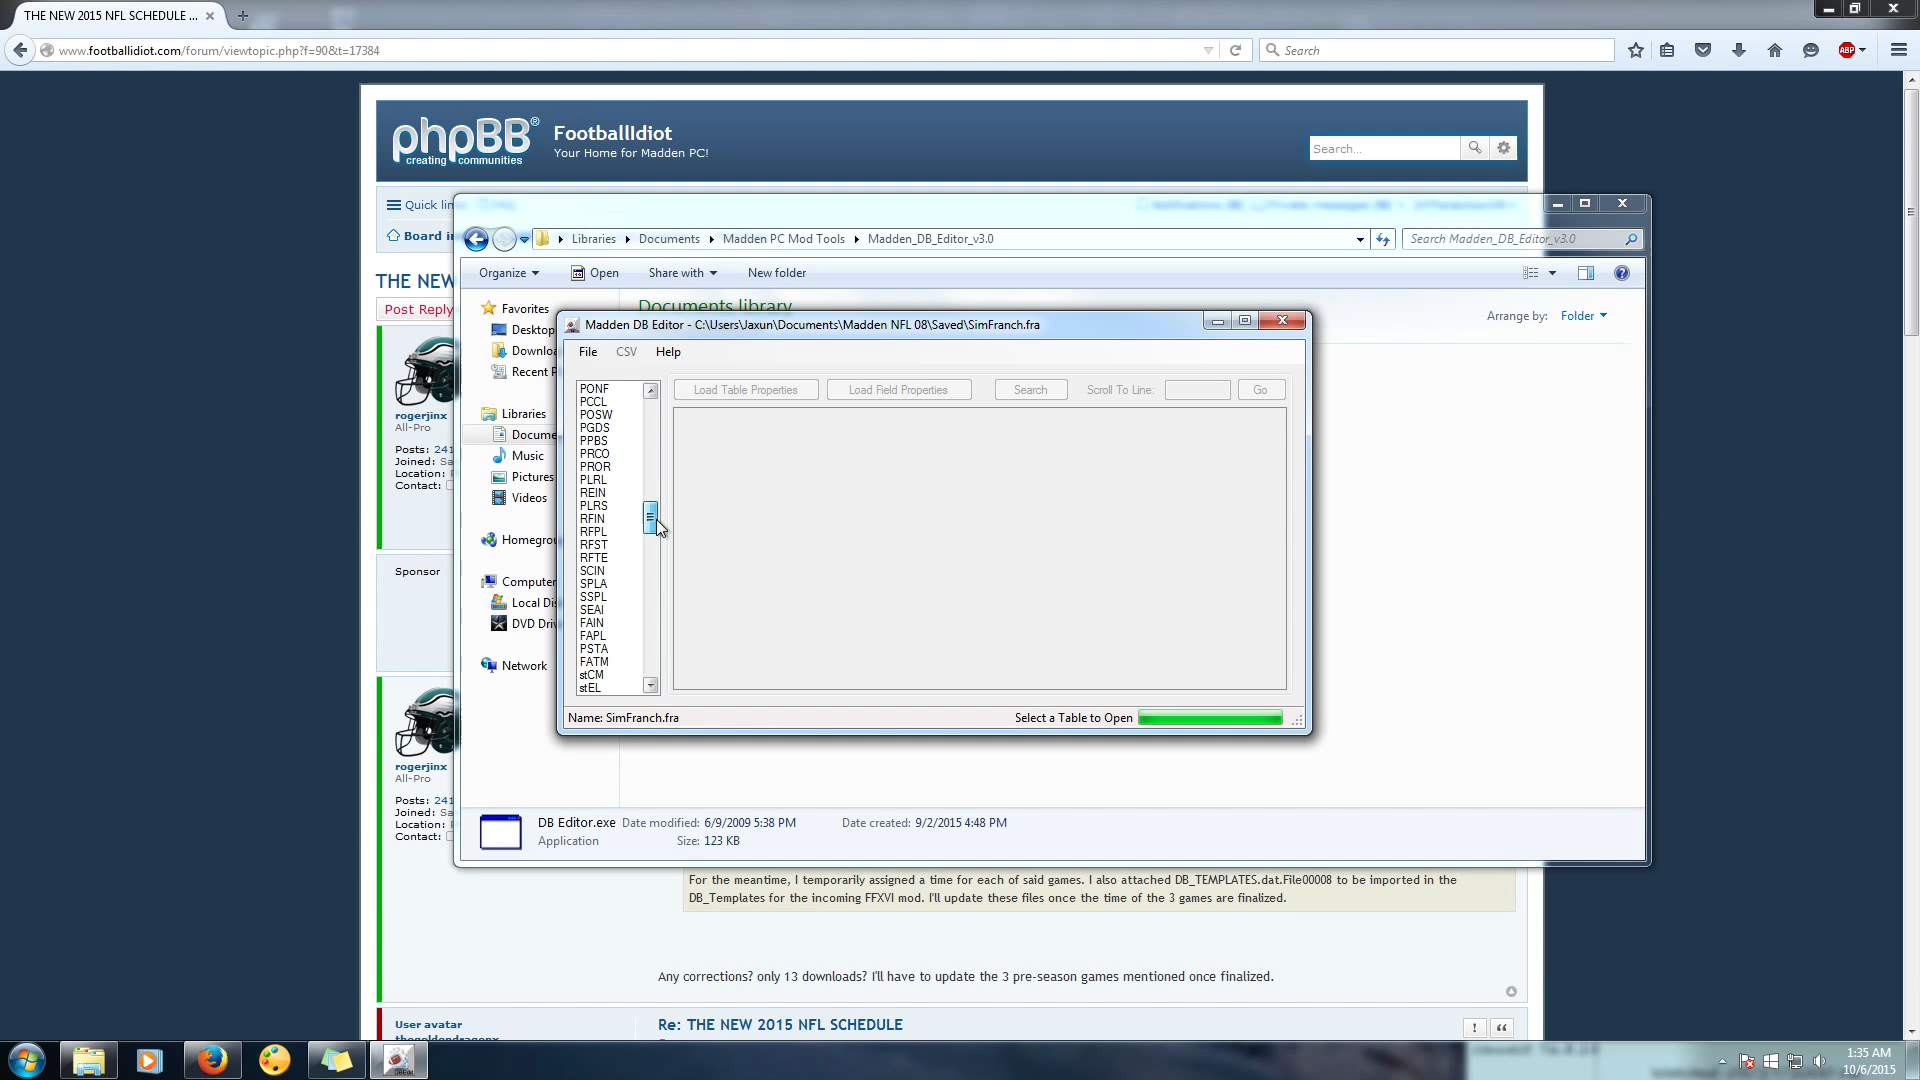 THE NEW 2015 NFL SCHEDULE ...
www.footballidiot.com/forum/viewtopic.php?f=90&t=17384
Search
ABP
phpBB
creating communities
FootballIdiot
Your Home for Madden PC!
Search...
Quick lin
Board in
Libraries
Documents
Madden PC Mod Tools
Madden_DB_Editor_v3.0
Search Madden_DB_Editor_v3.0
Organize
Open
Share with
New folder
THE NEW
Post Reply
Documents library
Arrange by: Folder
Favorites
Desktop
Downloa
Recent P
Libraries
Docume
Music
Pictures
Videos
Homegrou
Computer
Local Dis
DVD Driv
Network
Madden DB Editor - C:\Users\Jaxun\Documents\Madden NFL 08\Saved\SimFranch.fra
File
CSV
Help
Load Table Properties
Load Field Properties
Search
Scroll To Line:
Go
PONF
PCCL
POSW
PGDS
PPBS
PRCO
PROR
PLRL
REIN
PLRS
RFIN
RFPL
RFST
RFTE
SCIN
SPLA
SSPL
SEAI
FAIN
FAPL
PSTA
FATM
stCM
stEL
Name: SimFranch.fra
Select a Table to Open
rogerjinx
All-Pro
Posts: 241
Joined: Sa
Location:
Contact:
Sponsor
rogerjinx
All-Pro
Posts: 241
Joined: Sa
Location:
Contact:
DB Editor.exe
Date modified: 6/9/2009 5:38 PM
Date created: 9/2/2015 4:48 PM
Application
Size: 123 KB
For the meantime, I temporarily assigned a time for each of said games. I also attached DB_TEMPLATES.dat.File00008 to be imported in the
DB_Templates for the incoming FFXVI mod. I'll update these files once the time of the 3 games are finalized.
Any corrections? only 13 downloads? I'll have to update the 3 pre-season games mentioned once finalized.
User avatar
Re: THE NEW 2015 NFL SCHEDULE
1:35 AM
10/6/2015